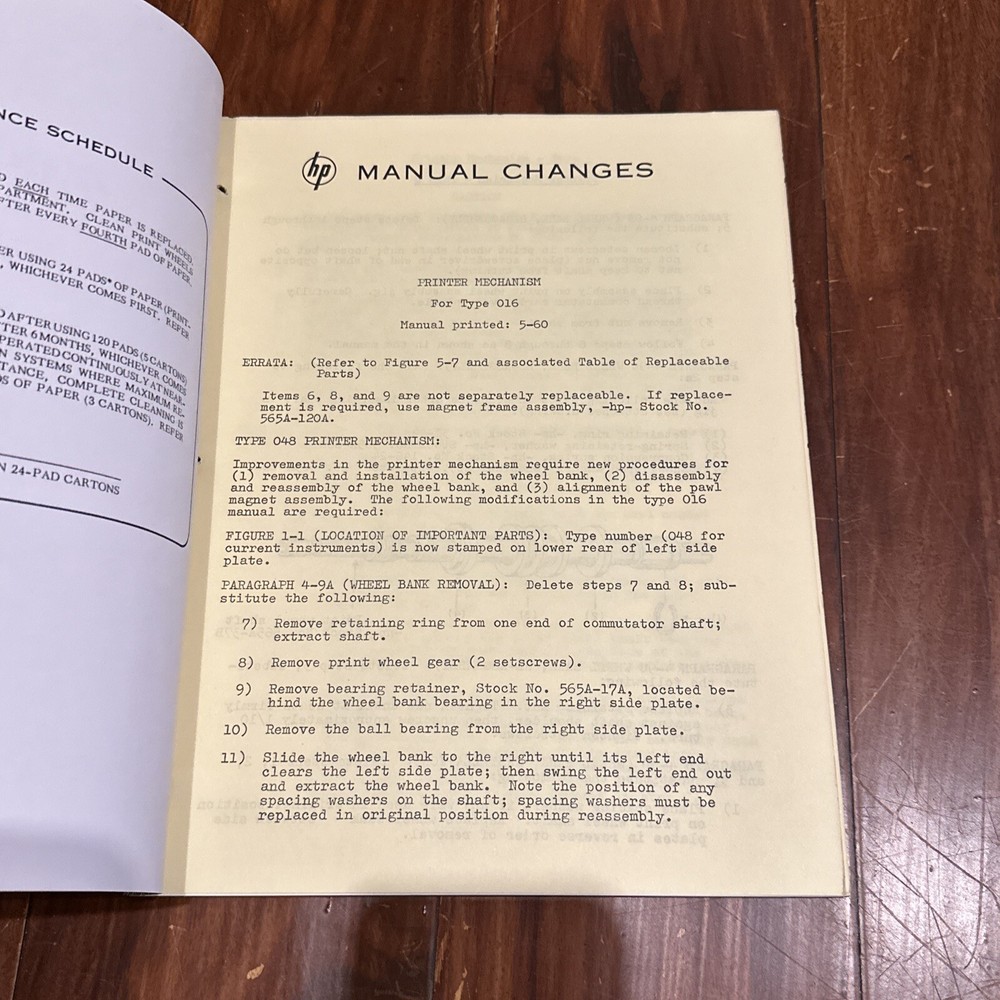 NCE SCHEDULE
EACH TIME PAPER IS REPLACED.
PARTMENT. CLEAN PRINT WHEELS
FTER EVERY FOURTH PAD OF PAPER.
ER USING 24 PADS* OF PAPER (PRINT-
, WHICHEVER COMES FIRST. REFER
D AFTER USING 120 PADS (5 CARTONS)
TER 6 MONTHS, WHICHEVER COMES
PERATED CONTINUOUSLY AT NEAR-
N SYSTEMS WHERE MAXIMUM RE-
STANCE, COMPLETE CLEANING IS
DS OF PAPER (3 CARTONS). REFER
N 24-PAD CARTONS
hp MANUAL CHANGES
PRINTER MECHANISM
For Type 016
Manual printed: 5-60
ERRATA: (Refer to Figure 5-7 and associated Table of Replaceable
Parts)
Items 6, 8, and 9 are not separately replaceable. If replace-
ment is required, use magnet frame assembly, -hp- Stock No.
565A-120A.
TYPE 048 PRINTER MECHANISM:
Improvements in the printer mechanism require new procedures for
(1) removal and installation of the wheel bank, (2) disassembly
and reassembly of the wheel bank, and (3) alignment of the pawl
magnet assembly. The following modifications in the type 016
manual are required:
FIGURE 1-1 (LOCATION OF IMPORTANT PARTS): Type number (048 for
current instruments) is now stamped on lower rear of left side
plate.
PARAGRAPH 4-9A (WHEEL BANK REMOVAL): Delete steps 7 and 8; sub-
stitute the following:
7) Remove retaining ring from one end of commutator shaft;
extract shaft.
8) Remove print wheel gear (2 setscrews).
9) Remove bearing retainer, Stock No. 565A-17A, located be-
hind the wheel bank bearing in the right side plate.
10) Remove the ball bearing from the right side plate.
11) Slide the wheel bank to the right until its left end
clears the left side plate; then swing the left end out
and extract the wheel bank. Note the position of any
spacing washers on the shaft; spacing washers must be
replaced in original position during reassembly.